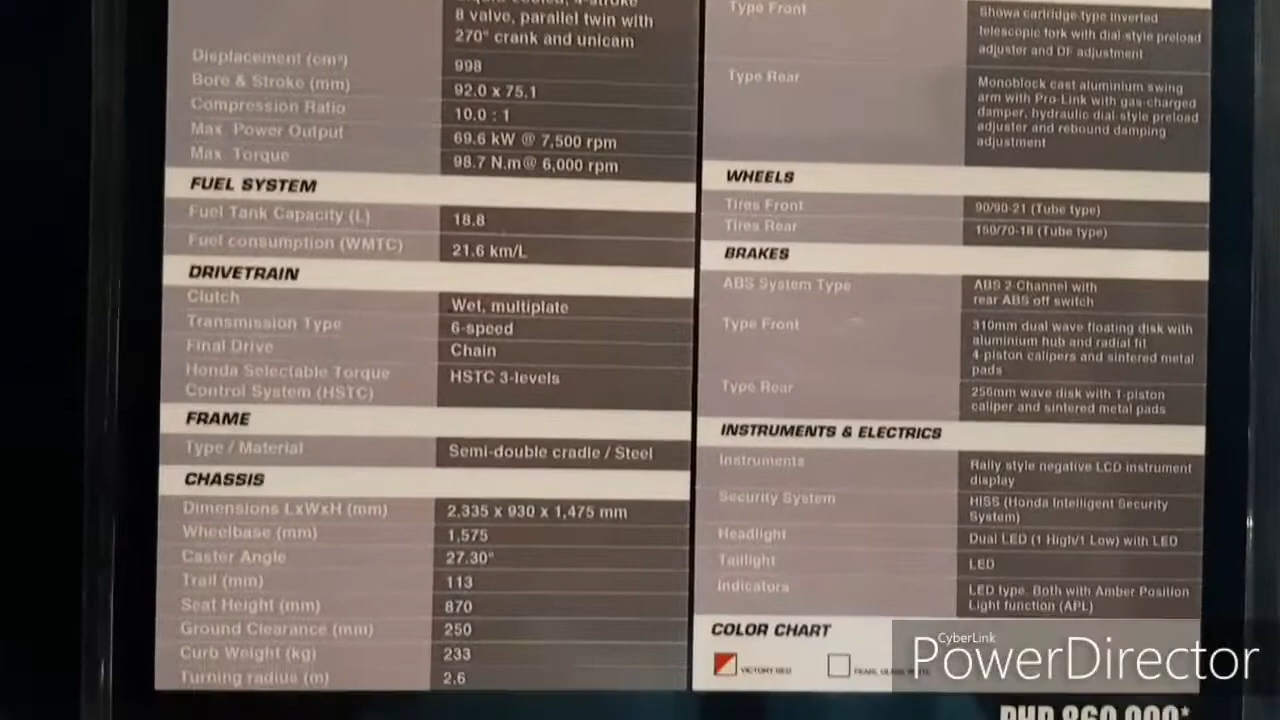 8 valve, parallel twin with
270° crank and unicam
Displacement (cm³) 998
Bore & Stroke (mm) 92.0 x 75.1
Compression Ratio 10.0 : 1
Max. Power Output 69.6 kW @ 7,500 rpm
Max. Torque 98.7 N.m@ 6,000 rpm
FUEL SYSTEM
Fuel Tank Capacity (L) 18.8
Fuel consumption (WMTC) 21.6 km/L
DRIVETRAIN
Clutch Wet, multiplate
Transmission Type 6-speed
Final Drive Chain
Honda Selectable Torque HSTC 3-levels
Control System (HSTC)
FRAME
Type / Material Semi-double cradle / Steel
CHASSIS
Dimensions LxWxH (mm) 2,335 x 930 x 1,475 mm
Wheelbase (mm) 1,575
Caster Angle 27.30°
Trail (mm) 113
Seat Height (mm) 870
Ground Clearance (mm) 250
Curb Weight (kg) 233
Turning radius (m) 2.6
Type Front Showa cartridge-type inverted
telescopic fork with dial-style preload
adjuster and DF adjustment
Type Rear Monoblock cast aluminium swing
arm with Pro-Link with gas-charged
damper, hydraulic dial-style preload
adjuster and rebound damping
adjustment
WHEELS
Tires Front 90/90-21 (Tube type)
Tires Rear 150/70-18 (Tube type)
BRAKES
ABS System Type ABS 2-Channel with
rear ABS off switch
Type Front 310mm dual wave floating disk with
aluminium hub and radial fit
4-piston calipers and sintered metal
pads
Type Rear 256mm wave disk with 1-piston
caliper and sintered metal pads
INSTRUMENTS & ELECTRICS
Instruments Rally style negative LCD instrument
display
Security System HISS (Honda Intelligent Security
System)
Headlight Dual LED (1 High/1 Low) with LED
Taillight LED
Indicators LED type. Both with Amber Position
Light function (APL)
COLOR CHART
VICTORY RED
CyberLink
PowerDirector
PHP 860,000*